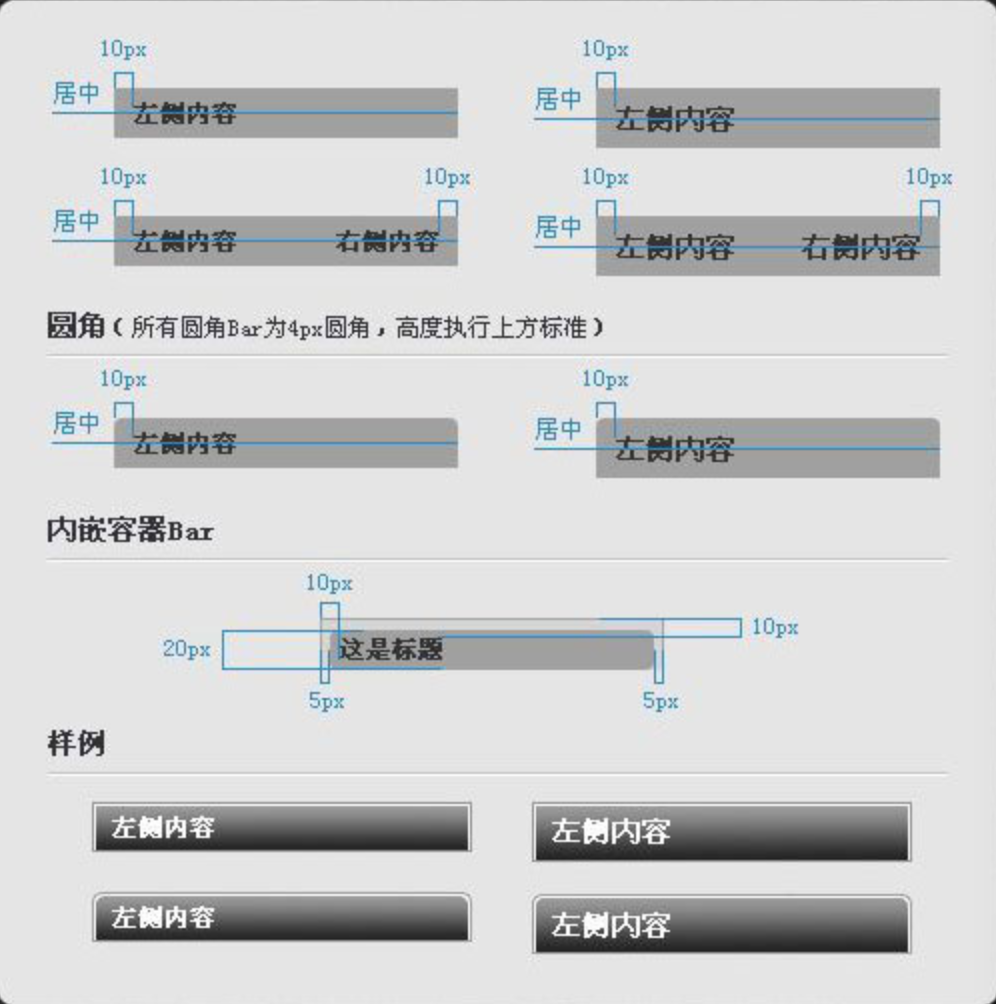 10px 10px
居中 左侧内容 居中 左侧内容
10px 10px 10px 10px
居中 左侧内容 右侧内容 居中 左侧内容 右侧内容
圆角（所有圆角Bar为4px圆角，高度执行上方标准）
10px 10px
居中 左侧内容 居中 左侧内容
内嵌容器Bar
10px
10px
20px 这是标题
5px 5px
样例
左侧内容 左侧内容
左侧内容 左侧内容